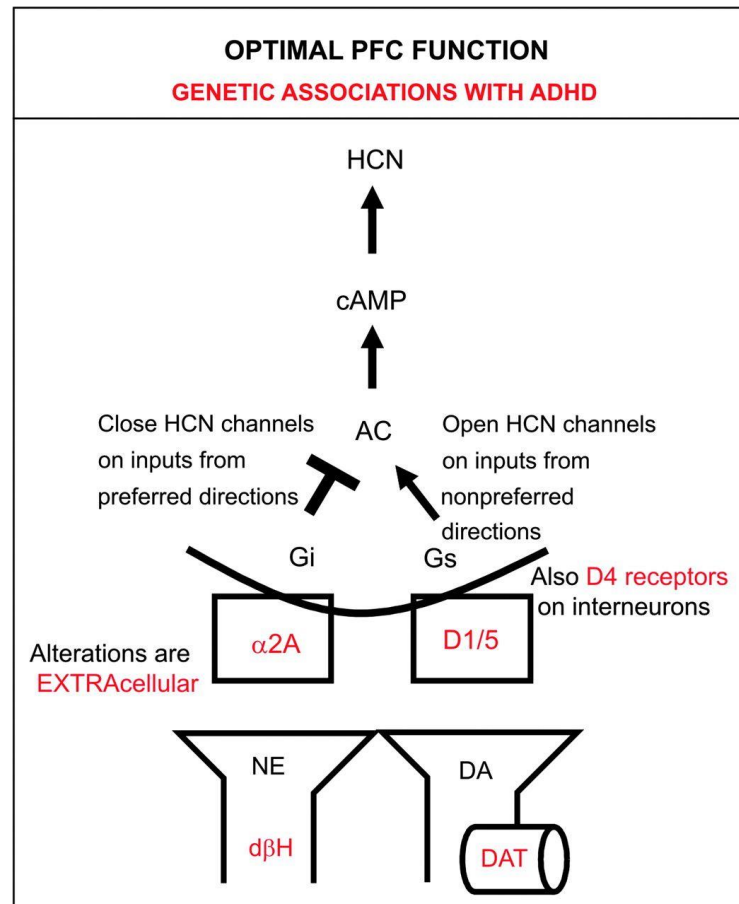 OPTIMAL PFC FUNCTION
GENETIC ASSOCIATIONS WITH ADHD
HCN
cAMP
AC
Close HCN channels
on inputs from
preferred directions
Open HCN channels
on inputs from
nonpreferred
directions
Gi
Gs
Also D4 receptors
on interneurons
α2A
D1/5
Alterations are
EXTRAcellular
NE
DA
dβH
DAT